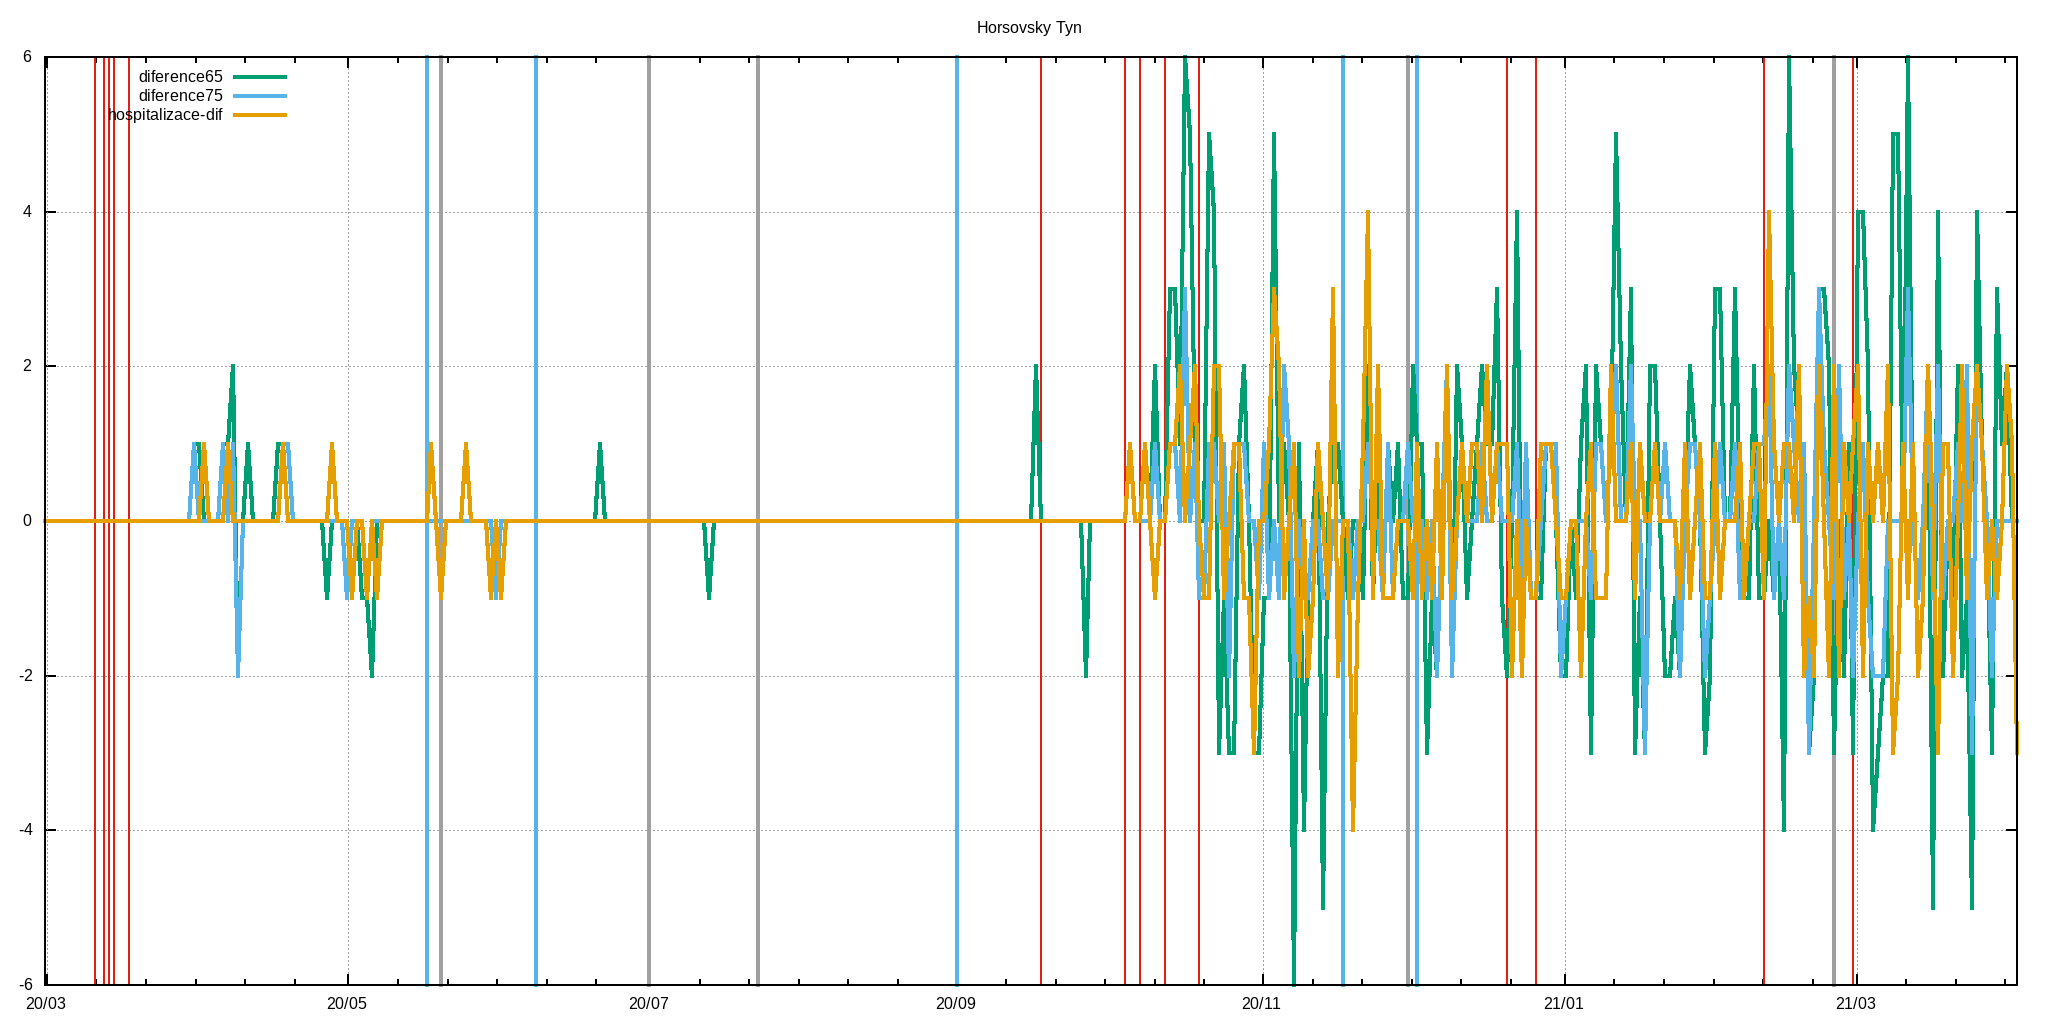 Horsovsky Tyn
6
diference65
diference75
hospitalizace-dif
4
2
0
-2
-4
-6
20/03 20/05 20/07 20/09 20/11 21/01 21/03